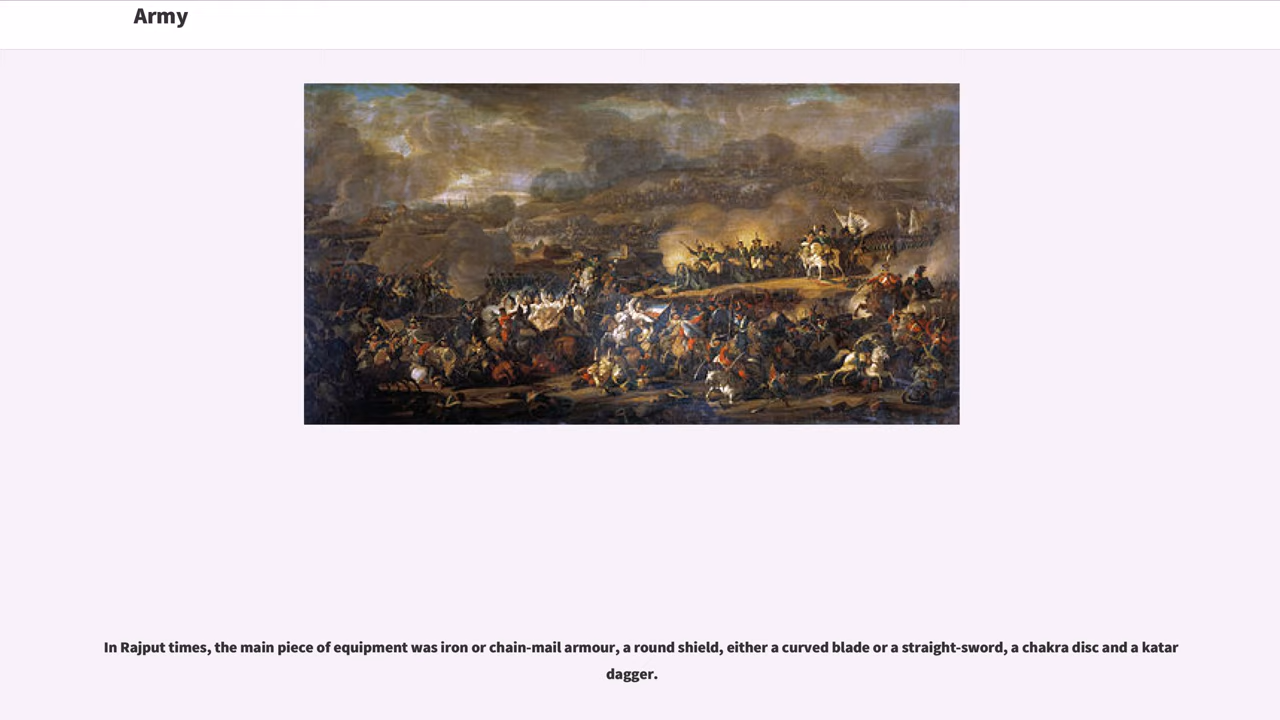 Army
In Rajput times, the main piece of equipment was iron or chain-mail armour, a round shield, either a curved blade or a straight-sword, a chakra disc and a katar
dagger.